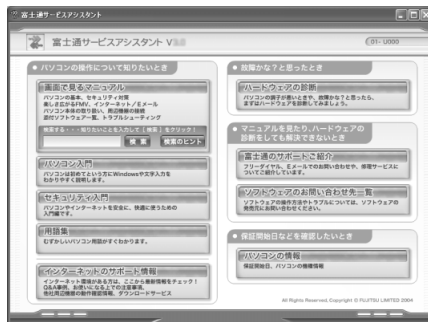 富士通サービスアシスタント
富士通サービスアシスタント V
(01- U000
パソコンの操作について知りたいとき
画面で見るマニュアル
パソコンの基本、セキュリティ対策
楽しさ広がるFMV、インターネット／Eメール
パソコン本体の取り扱い、周辺機器の接続
添付ソフトウェア一覧、トラブルシューティング
検索する・・・知りたいことを入力して［検索］をクリック！
検 索
検索のヒント
パソコン入門
パソコンは初めてという方にWindowsや文字入力を
わかりやすく説明します。
セキュリティ入門
パソコンやインターネットを安全に、快適に使うための
入門編です。
用語集
むずかしいパソコン用語がすぐわかります。
インターネットのサポート情報
インターネット環境がある方は、ここから最新情報をチェック！
Q&A事例、お使いになる上での注意事項、
他社周辺機器の動作確認情報、ダウンロードサービス
故障かな？と思ったとき
ハードウェアの診断
パソコンの調子が悪いときや、故障かな？と思ったら、
まずはハードウェアを診断してみましょう。
マニュアルを見たり、ハードウェアの
診断をしても解決できないとき
富士通のサポートご紹介
フリーダイヤル、Eメールでのお問い合わせや、修理サービスに
ついてご紹介しています。
ソフトウェアのお問い合わせ先一覧
ソフトウェアの操作方法やトラブルについては、ソフトウェアの
発売元にお問い合わせください。
保証開始日などを確認したいとき
パソコンの情報
保証開始日、パソコンの機種情報
All Rights Reserved, Copyright © FUJITSU LIMITED 2004